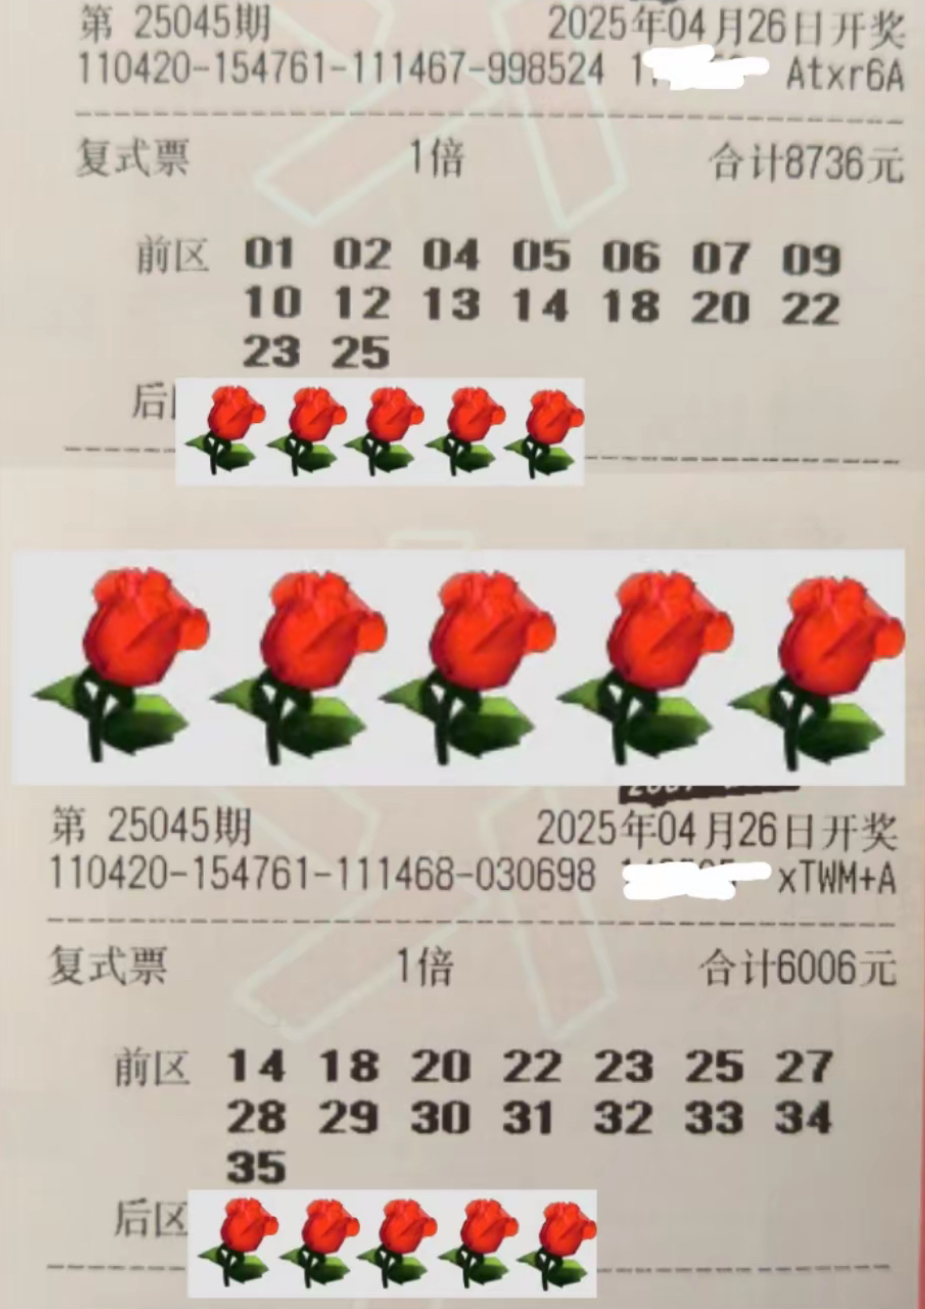 第 25045期 2025年04月26日开奖
110420-154761-111467-998524 Atxr6A
复式票 1倍 合计8736元
前区 01 02 04 05 06 07 09
10 12 13 14 18 20 22
23 25
后
第 25045期 2025年04月26日开奖
110420-154761-111468-030698 xTWM+A
复式票 1倍 合计6006元
前区 14 18 20 22 23 25 27
28 29 30 31 32 33 34
35
后区